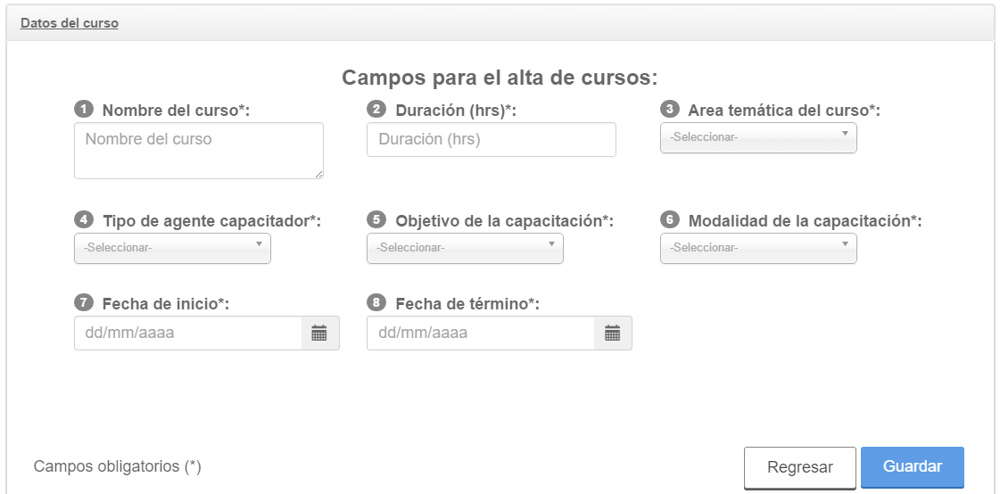 Datos del curso
Campos para el alta de cursos:
1 Nombre del curso*:
Nombre del curso
2 Duración (hrs)*:
Duración (hrs)
3 Area temática del curso*:
-Seleccionar-
4 Tipo de agente capacitador*:
-Seleccionar-
5 Objetivo de la capacitación*:
-Seleccionar-
6 Modalidad de la capacitación*:
-Seleccionar-
7 Fecha de inicio*:
dd/mm/aaaa
8 Fecha de término*:
dd/mm/aaaa
Campos obligatorios (*)
Regresar
Guardar